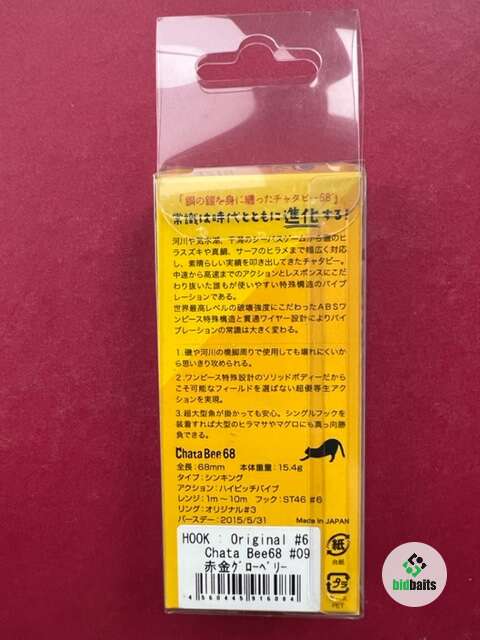 「鋼の鎧を身に纏ったチャタビー68」
常識は時代とともに進化する!
河川や汽水湖、干潟のシーバスゲームから磯のヒ
ラスズキや真鯛、サーフのヒラメまで幅広く対応
し、素晴らしい実績を叩き出してきたチャタビー。
中速から高速までのアクションとレスポンスにこだ
わり抜いた誰もが使いやすい特殊構造のバイブ
レーションである。
世界最高レベルの破壊強度にこだわったABSワ
ンピース特殊構造と貫通ワイヤー設計によりバイ
ブレーションの常識は大きく変わる。
1.磯や河川の橋脚周りで使用しても壊れにくいか
ら思いきり攻められる。
2.ワンピース特殊設計のソリッドボディーだから
こそ可能なフィールドを選ばない超優等生アク
ションを実現。
3.超大型魚が掛かっても安心。シングルフックを
装着すれば大型のヒラマサやマグロにも真っ向勝
負できる。
Chata Bee 68
全長:68mm 本体重量:15.4g
タイプ:シンキング
アクション:ハイピッチバイブ
レンジ:1m〜10m フック:ST46 #6
リング:オリジナル#3
バースデー:2015/5/31 Made in JAPAN
HOOK : Original #6
Chata Bee68 #09
赤金グローベリー
4560445916084
紙
台紙
プラ
PET
bidbaits